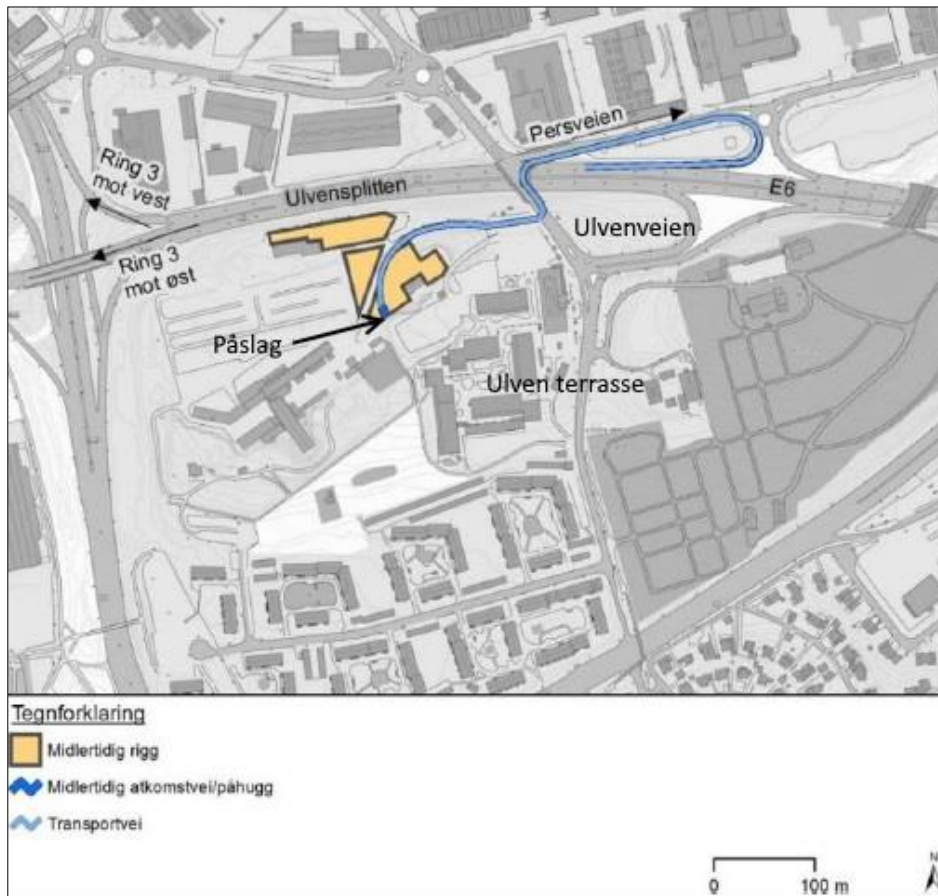 Persveien
Ring 3
mot vest
Ulvensplitten
E6
Ulvenveien
Ring 3
mot øst
Påslag
Ulven terrasse
Tegnforklaring
Midlertidig rigg
Midlertidig atkomstvei/påhugg
Transportvei
0 100 m
N